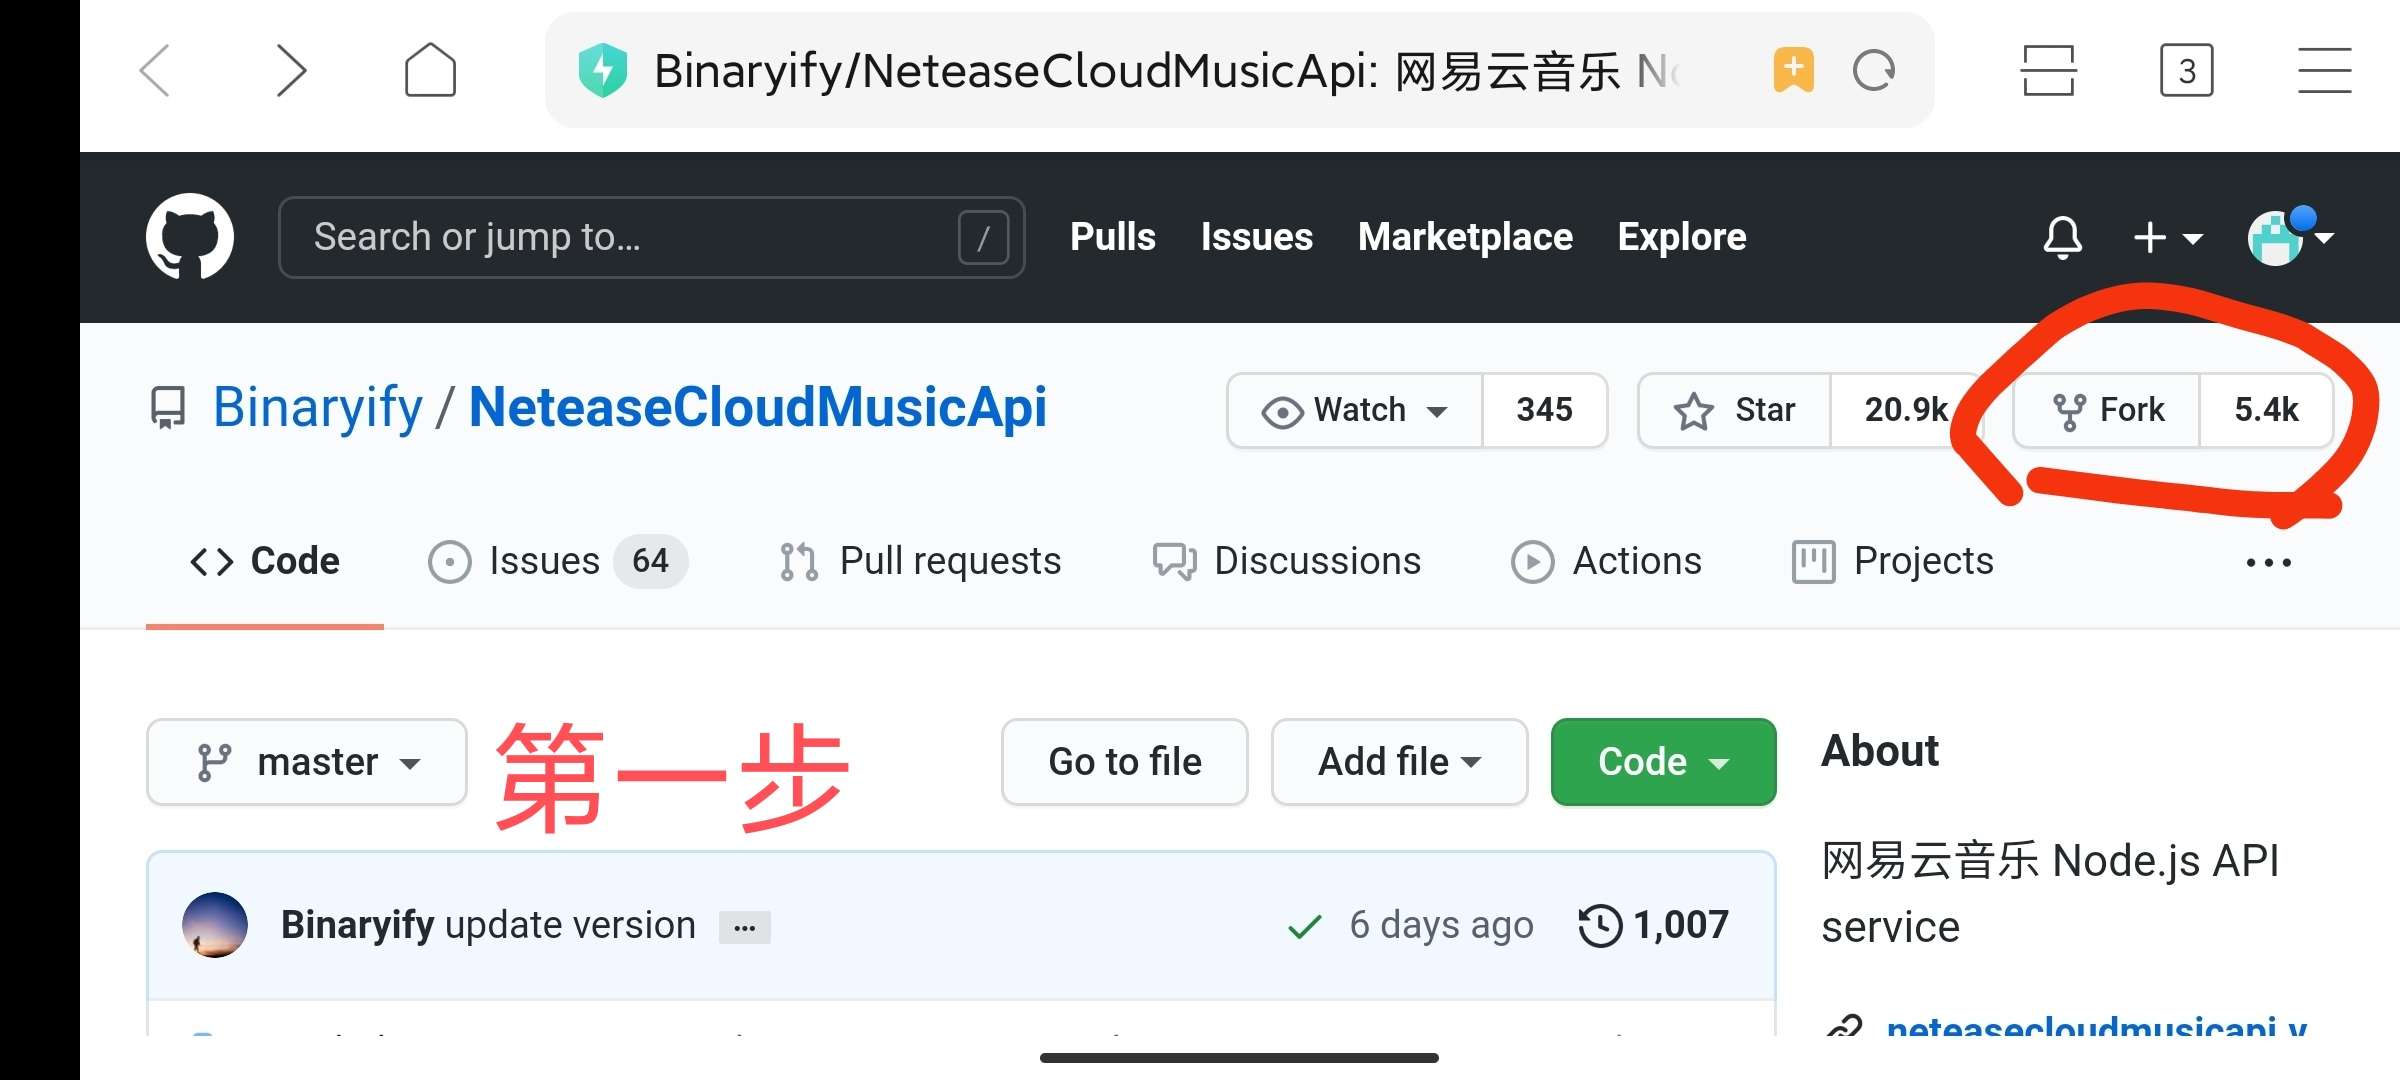 Binaryify/NeteaseCloudMusicApi: 网易云音乐 N
3
Search or jump to... /
Pulls Issues Marketplace Explore
Binaryify / NeteaseCloudMusicApi
Watch 345 Star 20.9k Fork 5.4k
Code Issues 64 Pull requests Discussions Actions Projects
master 第一步 Go to file Add file Code
About
Binaryify update version ... 6 days ago 1,007
网易云音乐 Node.js API
service
neteasecloudmusicapi.v